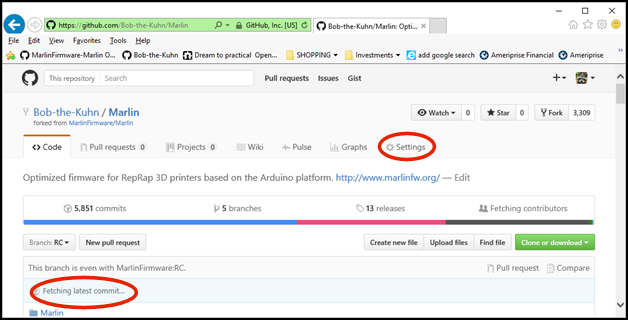 https://github.com/Bob-the-Kuhn/Marlin GitHub, Inc. [US] Bob-the-Kuhn/Marlin: Opti...
File Edit View Favorites Tools Help
MarlinFirmware-Marlin O... Bob-the-Kuhn Dream to practical Open... SHOPPING Investments add google search Ameriprise Financial Ameriprise
This repository Search Pull requests Issues Gist
Bob-the-Kuhn / Marlin Watch 0 Star 0 Fork 3,309
forked from MarlinFirmware/Marlin
Code Pull requests 0 Projects 0 Wiki Pulse Graphs Settings
Optimized firmware for RepRap 3D printers based on the Arduino platform. http://www.marlinfw.org/ — Edit
5,851 commits 5 branches 13 releases Fetching contributors
Branch: RC New pull request Create new file Upload files Find file Clone or download
This branch is even with MarlinFirmware:RC. Pull request Compare
Fetching latest commit...
Marlin